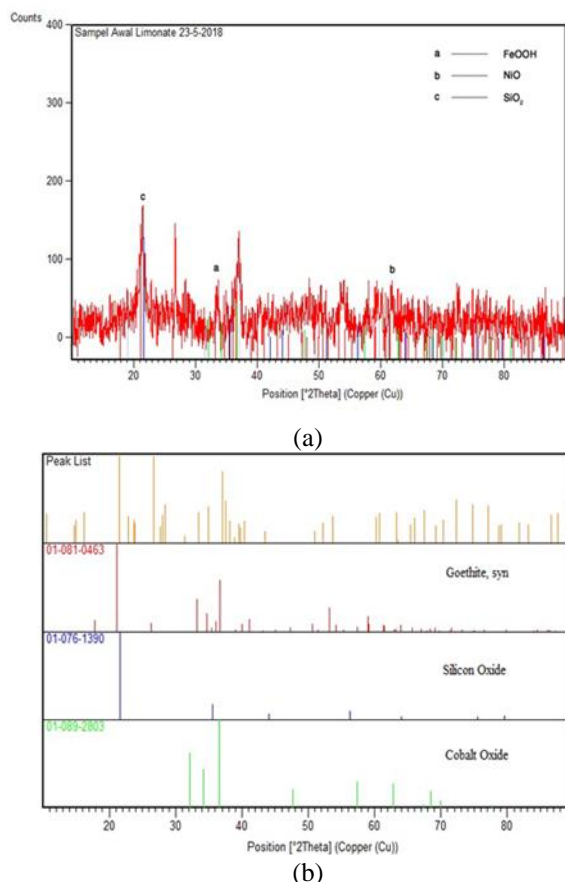 Counts
400
Sampel Awal Limonate 23-5-2018
a FeOOH
b NiO
c SiO₂
300
200
c
100
a
b
0
20 30 40 50 60 70 80
Position [°2Theta] (Copper (Cu))
(a)
Peak List
01-081-0463
Goethite, syn
01-076-1390
Silicon Oxide
01-089-2803
Cobalt Oxide
20 30 40 50 60 70 80
Position [°2Theta] (Copper (Cu))
(b)